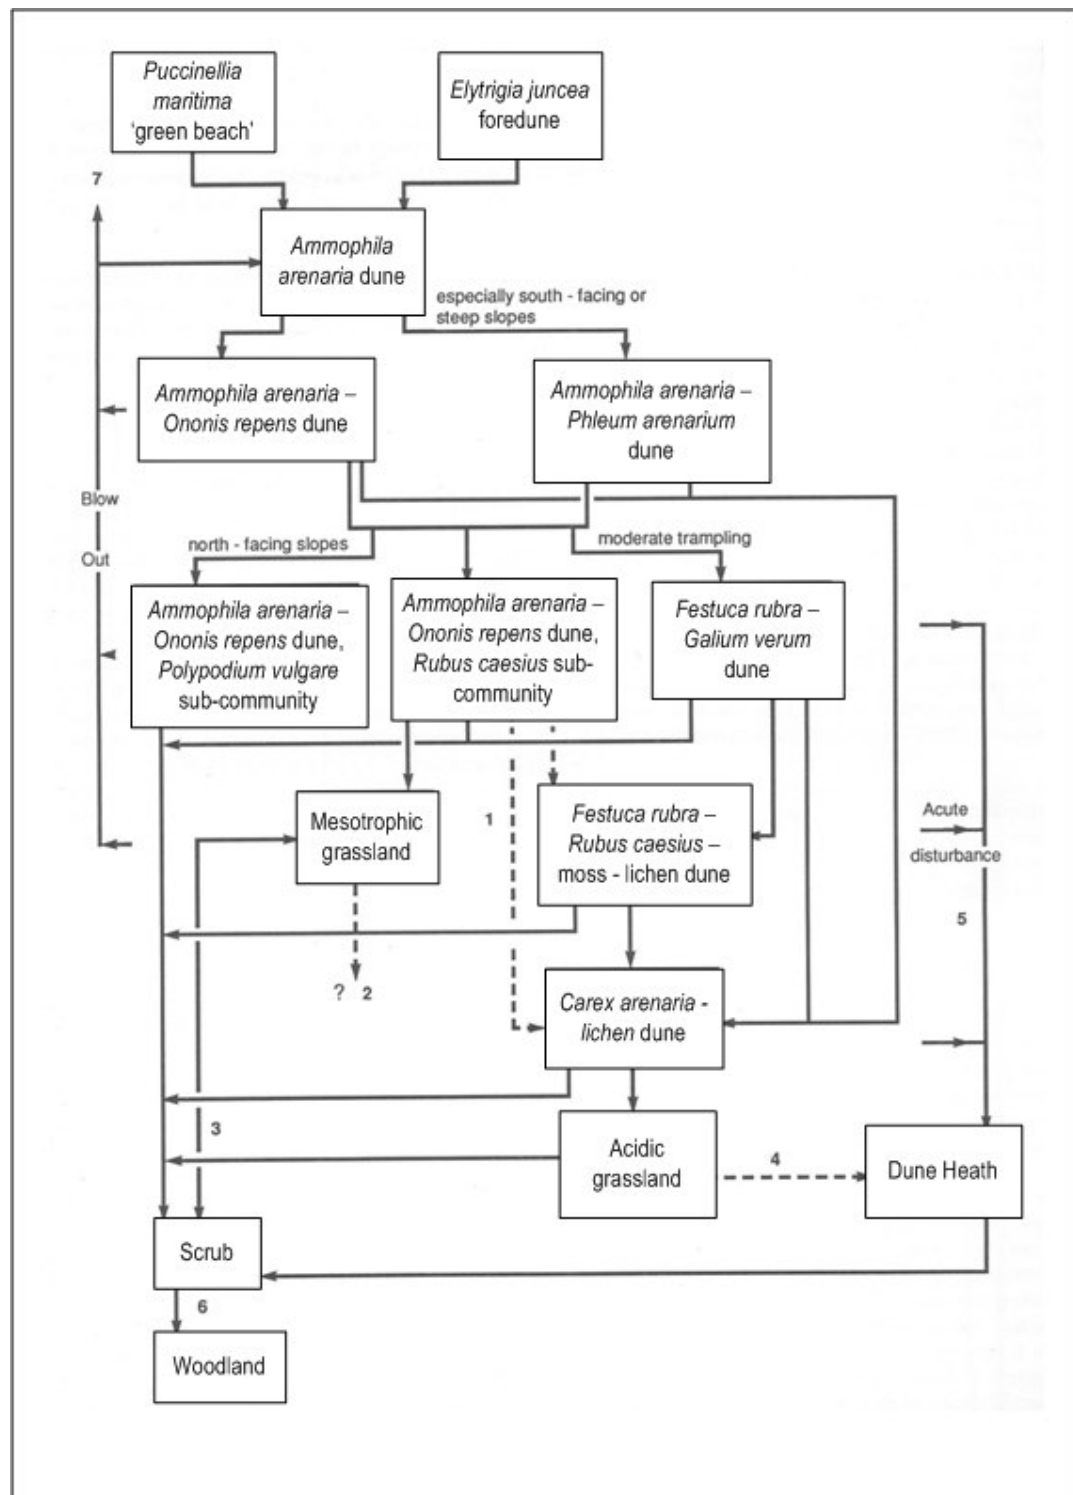 Puccinellia
maritima
‘green beach’
Elytrigia juncea
foredune
7
Ammophila
arenaria dune
especially south - facing or
steep slopes
Ammophila arenaria –
Ononis repens dune
Ammophila arenaria –
Phleum arenarium
dune
Blow
Out
north - facing slopes
moderate trampling
Ammophila arenaria –
Ononis repens dune,
Polypodium vulgare
sub-community
Ammophila arenaria –
Ononis repens dune,
Rubus caesius sub-
community
Festuca rubra –
Galium verum
dune
Mesotrophic
grassland
1
Festuca rubra –
Rubus caesius –
moss - lichen dune
Acute
disturbance
5
? 2
Carex arenaria -
lichen dune
3
Acidic
grassland
4
Dune Heath
Scrub
6
Woodland